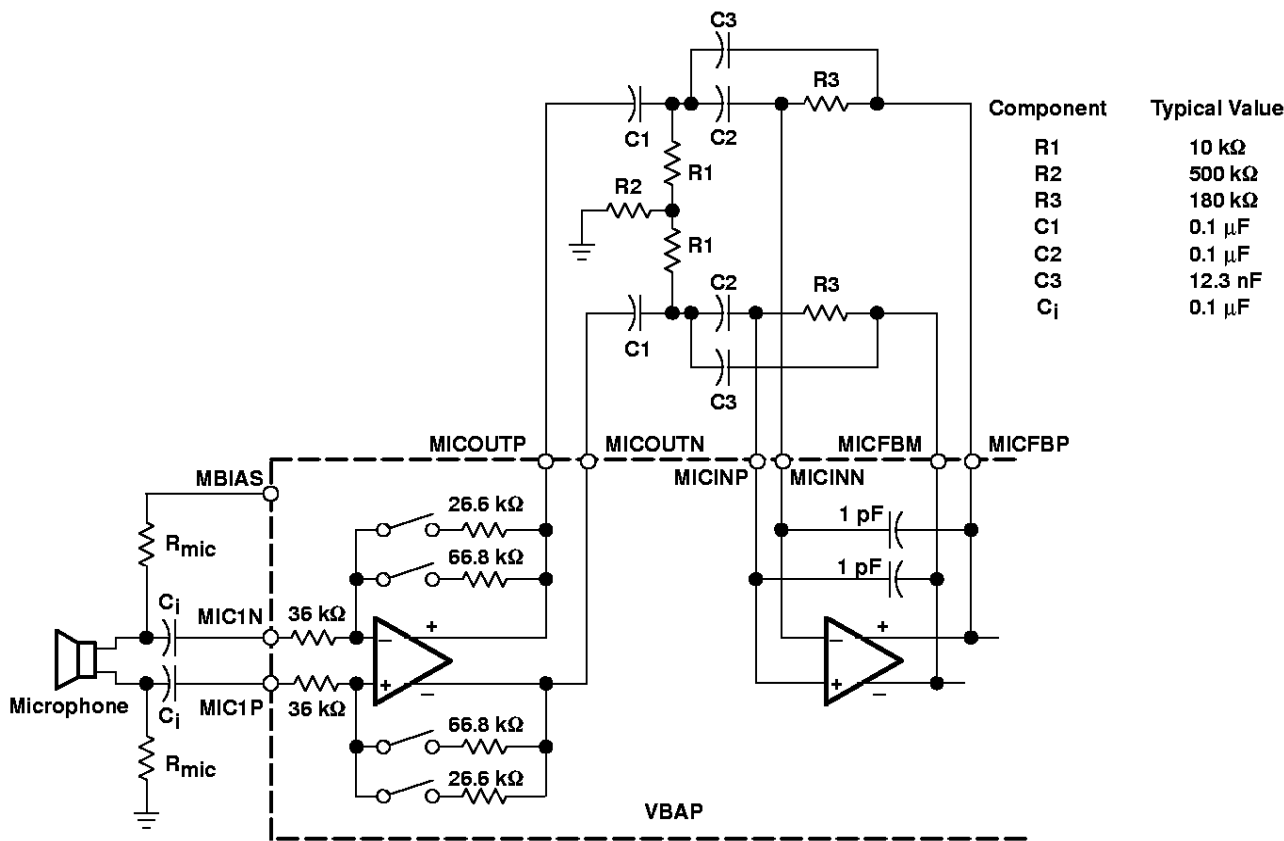 C3
R3
C1
C2
R1
R2
R1
C2
R3
C1
C3
Component Typical Value
R1 10 kΩ
R2 500 kΩ
R3 180 kΩ
C1 0.1 μF
C2 0.1 μF
C3 12.3 nF
Ci 0.1 μF
MICOUTP MICOUTN MICFBM MICFBP
MICINP MICINN
MBIAS
26.6 kΩ
1 pF
Rmic
66.8 kΩ
1 pF
Ci
MIC1N 36 kΩ
− +
− +
+ −
+ −
Microphone
Ci
MIC1P 36 kΩ
66.8 kΩ
Rmic
26.6 kΩ
VBAP